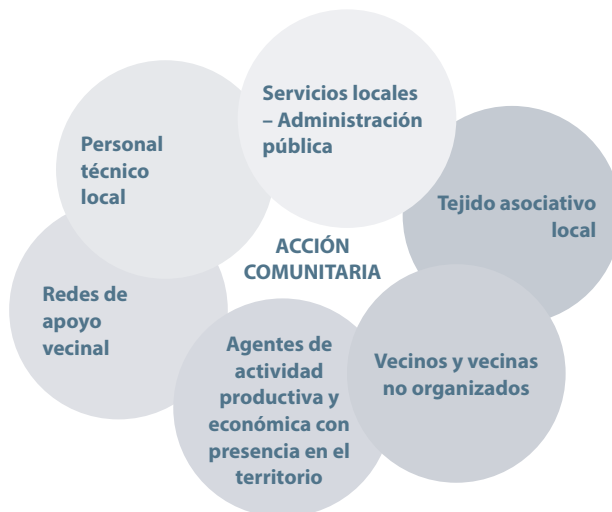 Servicios locales
– Administración
pública
Personal
técnico
local
Tejido asociativo
local
ACCIÓN
COMUNITARIA
Redes de
apoyo
vecinal
Agentes de
actividad
productiva y
económica con
presencia en el
territorio
Vecinos y vecinas
no organizados